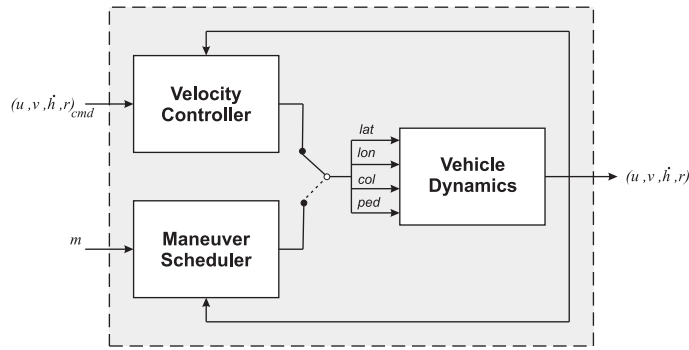 (u ,v ,ḣ ,r)cmd
Velocity
Controller
lat
lon
col
ped
Vehicle
Dynamics
(u ,v ,ḣ ,r)
m
Maneuver
Scheduler